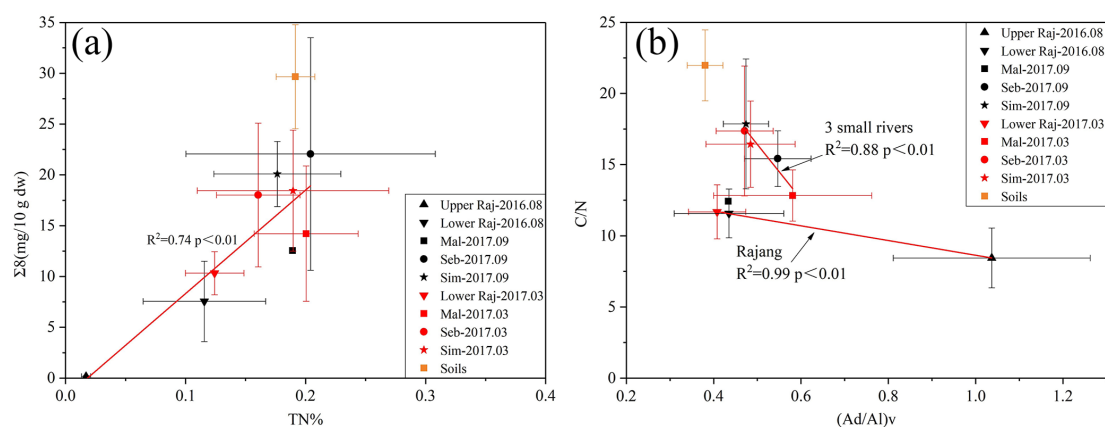 (a)
35
30
25
20
15
10
5
0
Σ8(mg/10 g dw)
R²=0.74 p<0.01
Upper Raj-2016.08
Lower Raj-2016.08
Mal-2017.09
Seb-2017.09
Sim-2017.09
Lower Raj-2017.03
Mal-2017.03
Seb-2017.03
Sim-2017.03
Soils
0.0 0.1 0.2 0.3 0.4
TN%
(b)
25
20
15
10
5
0
C/N
Upper Raj-2016.08
Lower Raj-2016.08
Mal-2017.09
Seb-2017.09
Sim-2017.09
Lower Raj-2017.03
Mal-2017.03
Seb-2017.03
Sim-2017.03
Soils
3 small rivers
R²=0.88 p<0.01
Rajang
R²=0.99 p<0.01
0.2 0.4 0.6 0.8 1.0 1.2
(Ad/Al)v